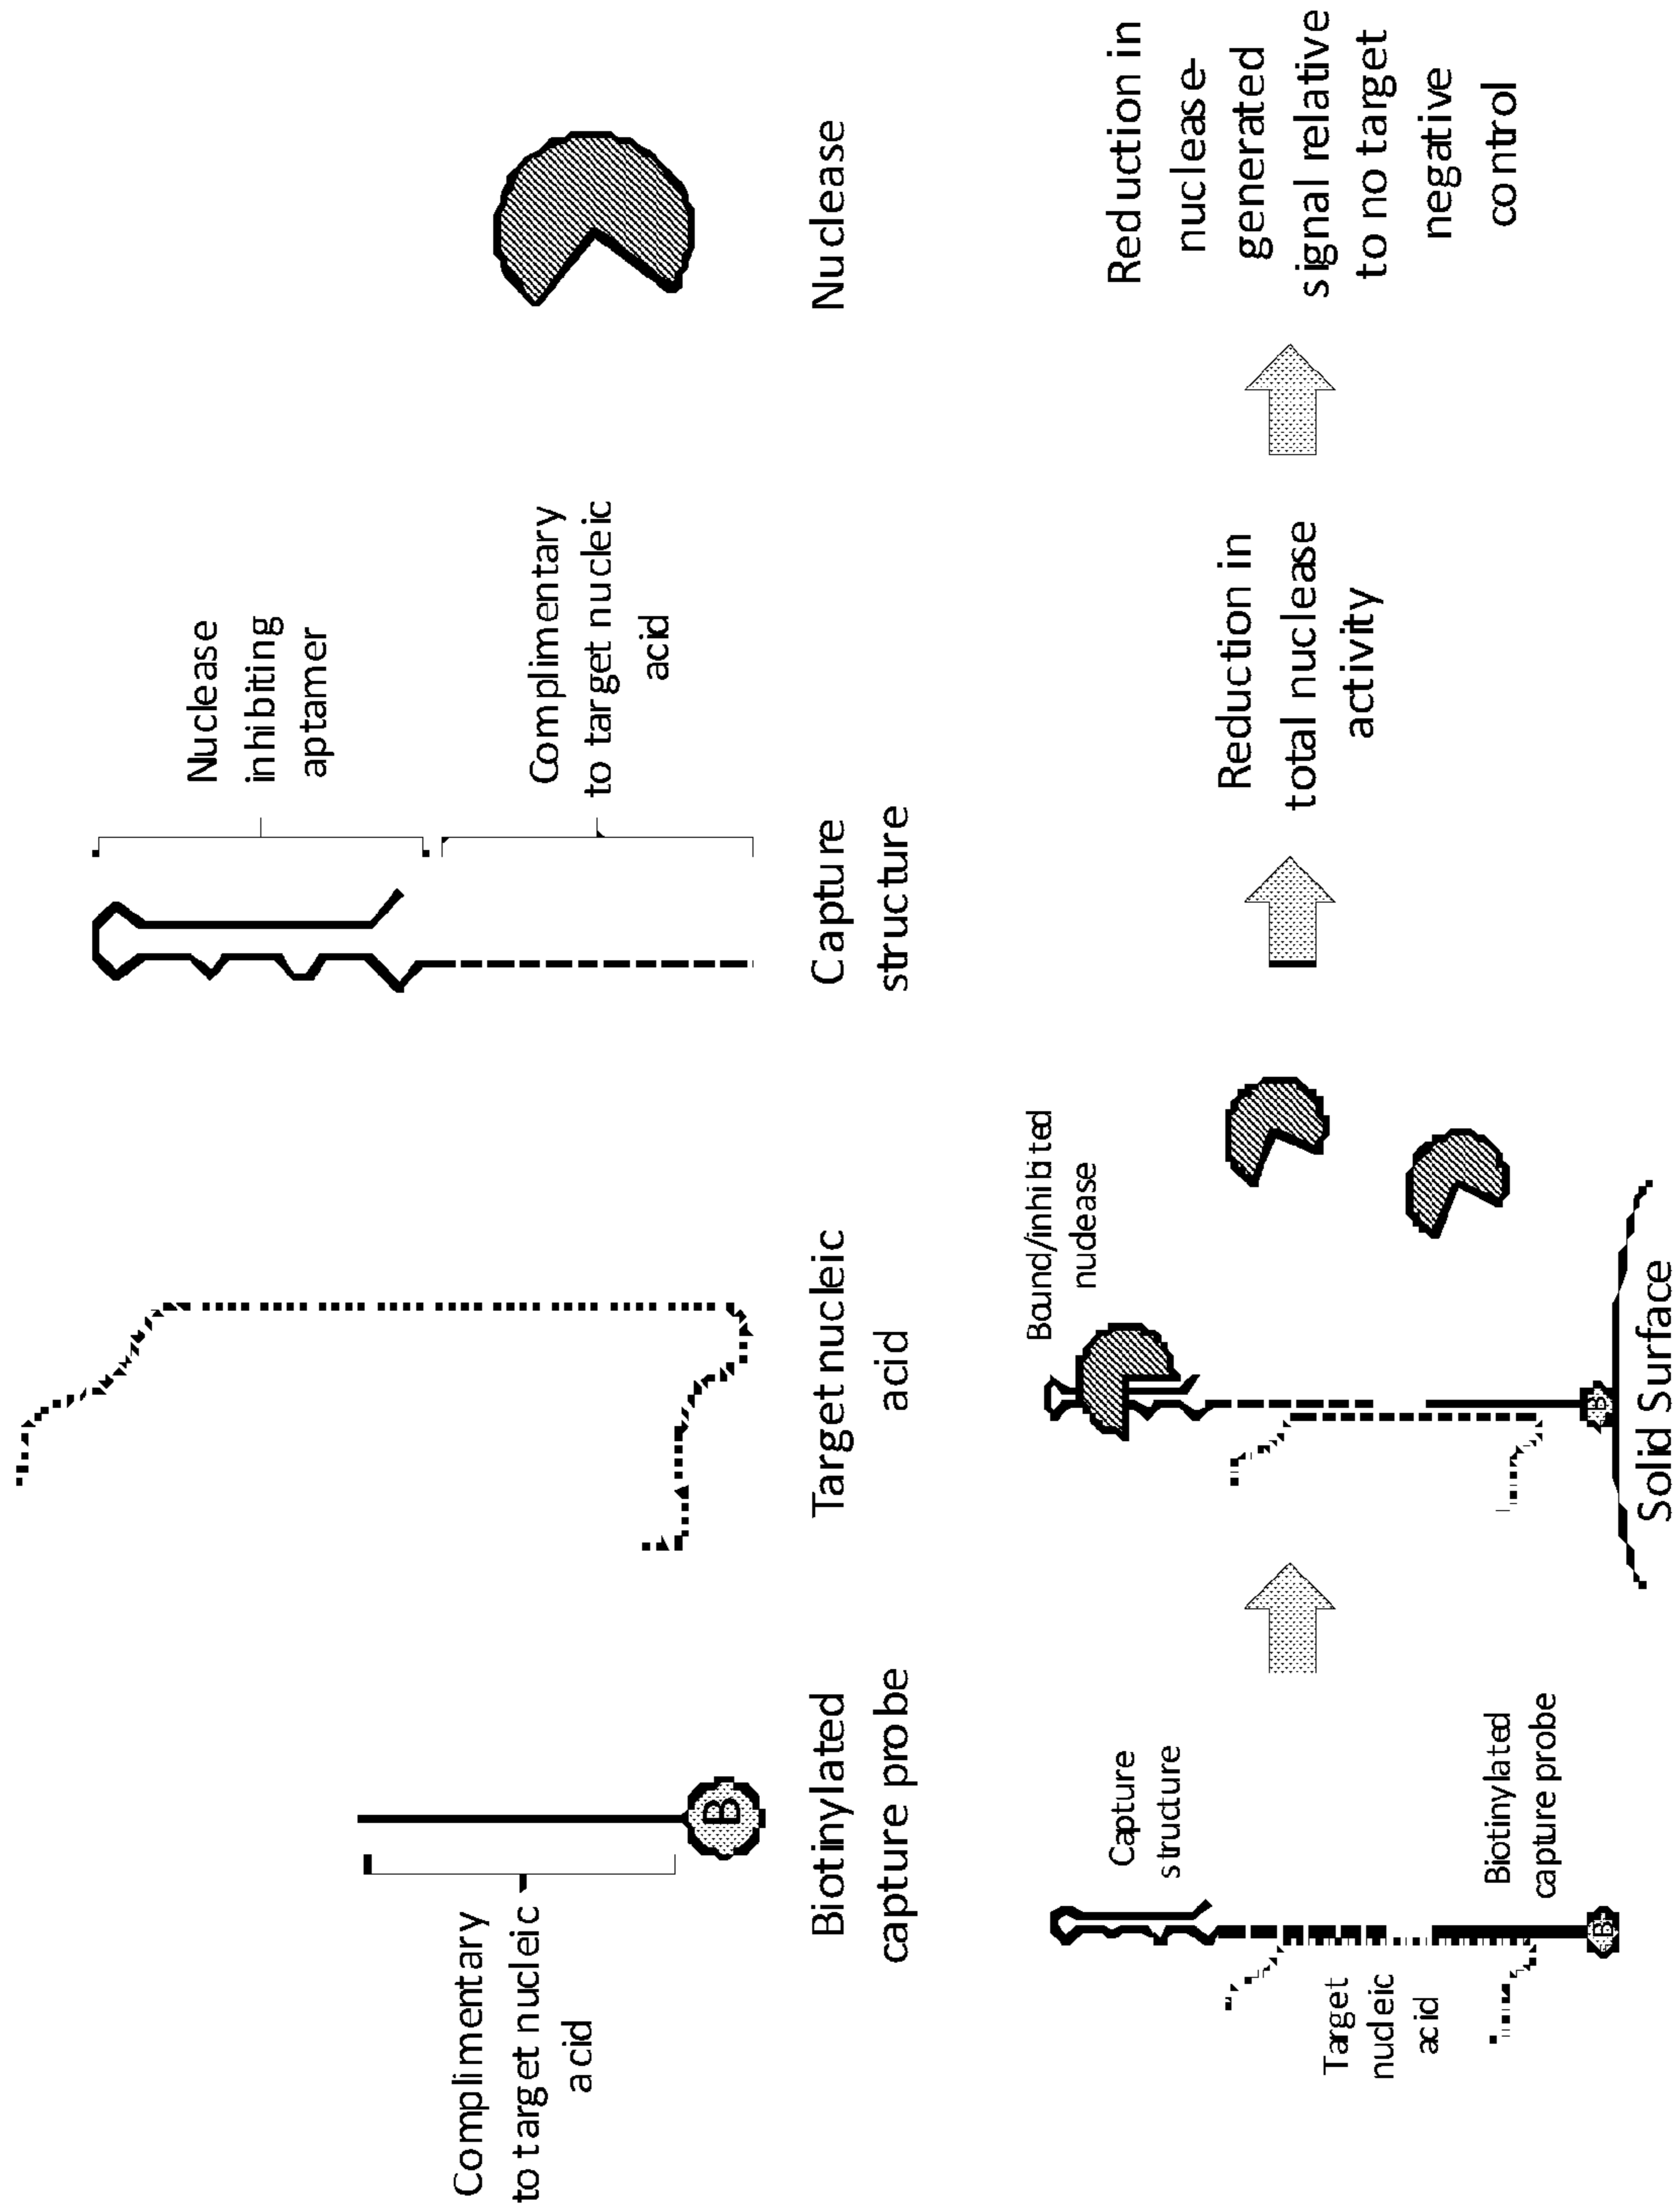 Complimentary
to target nucleic
acid
B
Biotinylated
capture probe
Target nucleic
acid
Nuclease
inhibiting
aptamer
Complimentary
to target nucleic
acid
Capture
structure
Nuclease
Capture
structure
Target
nucleic
acid
Biotinylated
capture probe
B
Bound/inhibited
nuclease
B
Solid Surface
Reduction in
total nuclease
activity
Reduction in
nuclease-
generated
signal relative
to no target
negative
control